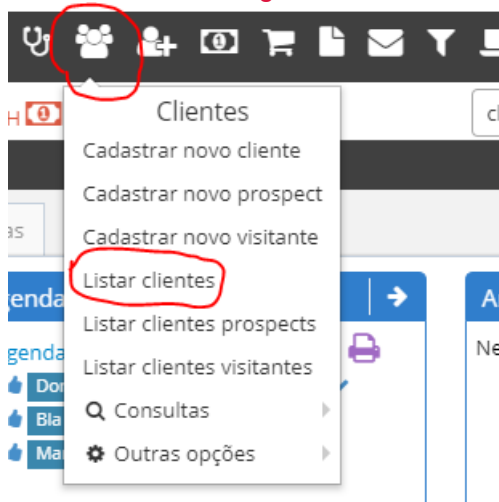 Clientes
Cadastrar novo cliente
Cadastrar novo prospect
Cadastrar novo visitante
Listar clientes
Listar clientes prospects
Listar clientes visitantes
Consultas
Outras opções